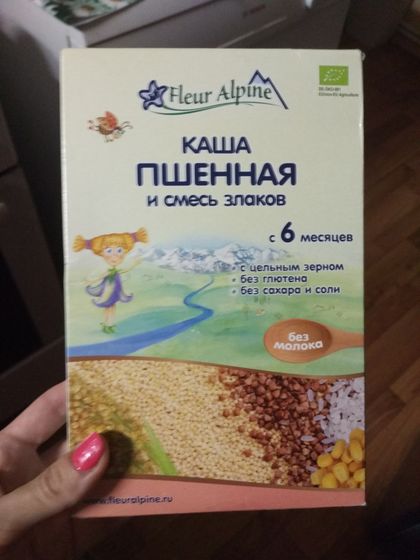 Fleur Alpine
КАША
ПШЕННАЯ
и смесь злаков
с 6 месяцев
• с цельным зерном
• без глютена
• без сахара и соли
без
молока
www.fleuralpine.ru